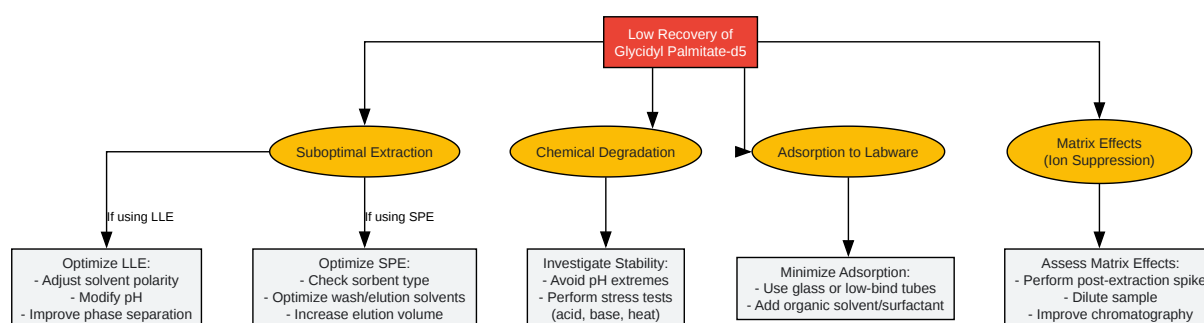 Low Recovery of
Glycidyl Palmitate-d5
Suboptimal Extraction
Chemical Degradation
Adsorption to Labware
Matrix Effects
(Ion Suppression)
If using LLE
If using SPE
Optimize LLE:
- Adjust solvent polarity
- Modify pH
- Improve phase separation
Optimize SPE:
- Check sorbent type
- Optimize wash/elution solvents
- Increase elution volume
Investigate Stability:
- Avoid pH extremes
- Perform stress tests
(acid, base, heat)
Minimize Adsorption:
- Use glass or low-bind tubes
- Add organic solvent/surfactant
Assess Matrix Effects:
- Perform post-extraction spike
- Dilute sample
- Improve chromatography